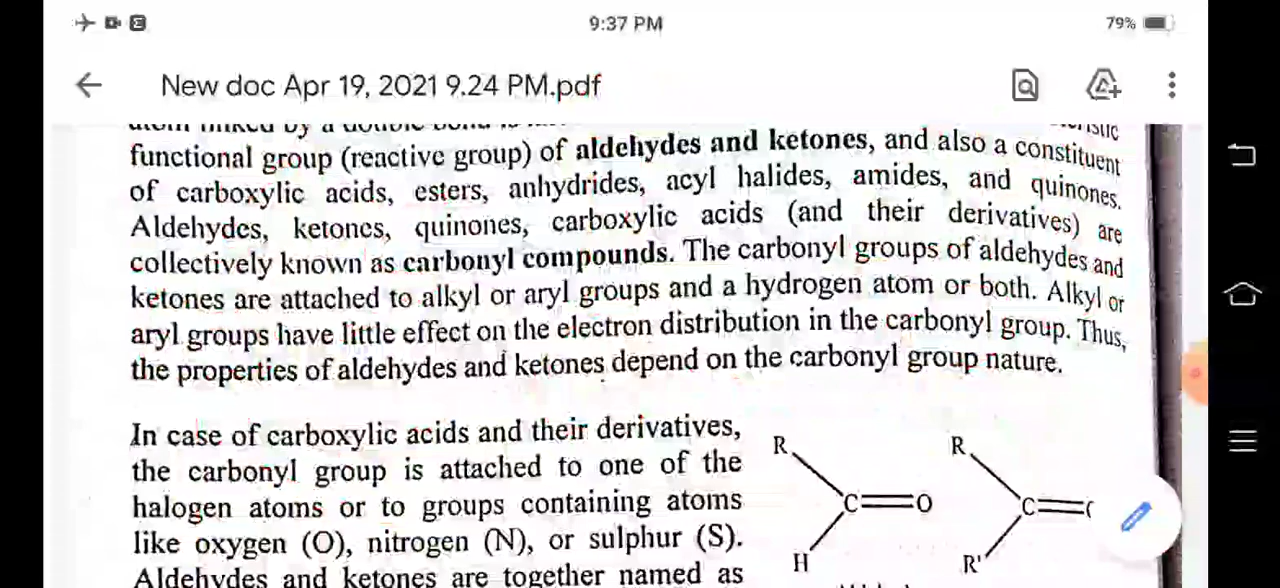 9:37 PM
79%
New doc Apr 19, 2021 9.24 PM.pdf
by a double
functional group (reactive group) of aldehydes and ketones, and also a constituent
of carboxylic acids, esters, anhydrides, acyl halides, amides, and quinones.
Aldehydes, ketones, quinones, carboxylic acids (and their derivatives) are
collectively known as carbonyl compounds. The carbonyl groups of aldehydes and
ketones are attached to alkyl or aryl groups and a hydrogen atom or both. Alkyl or
aryl groups have little effect on the electron distribution in the carbonyl group. Thus,
the properties of aldehydes and ketones depend on the carbonyl group nature.
In case of carboxylic acids and their derivatives,
the carbonyl group is attached to one of the
halogen atoms or to groups containing atoms
like oxygen (O), nitrogen (N), or sulphur (S).
Aldehydes and ketones are together named as
R
C=O
H
R
C=
R'